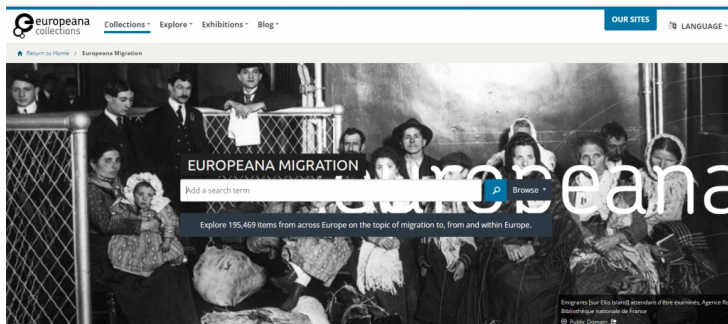 europeana
collections
Collections
Explore
Exhibitions
Blog
OUR SITES
LANGUAGE
Return to Home / Europeana Migration
EUROPEANA MIGRATION
Add a search term
Browse
europeana
Explore 195,469 items from across Europe on the topic of migration to, from and within Europe.
Emigrants [sur Ellis Island] attendant d'être examinés, Agence Ro
Bibliothèque nationale de France
Public Domain